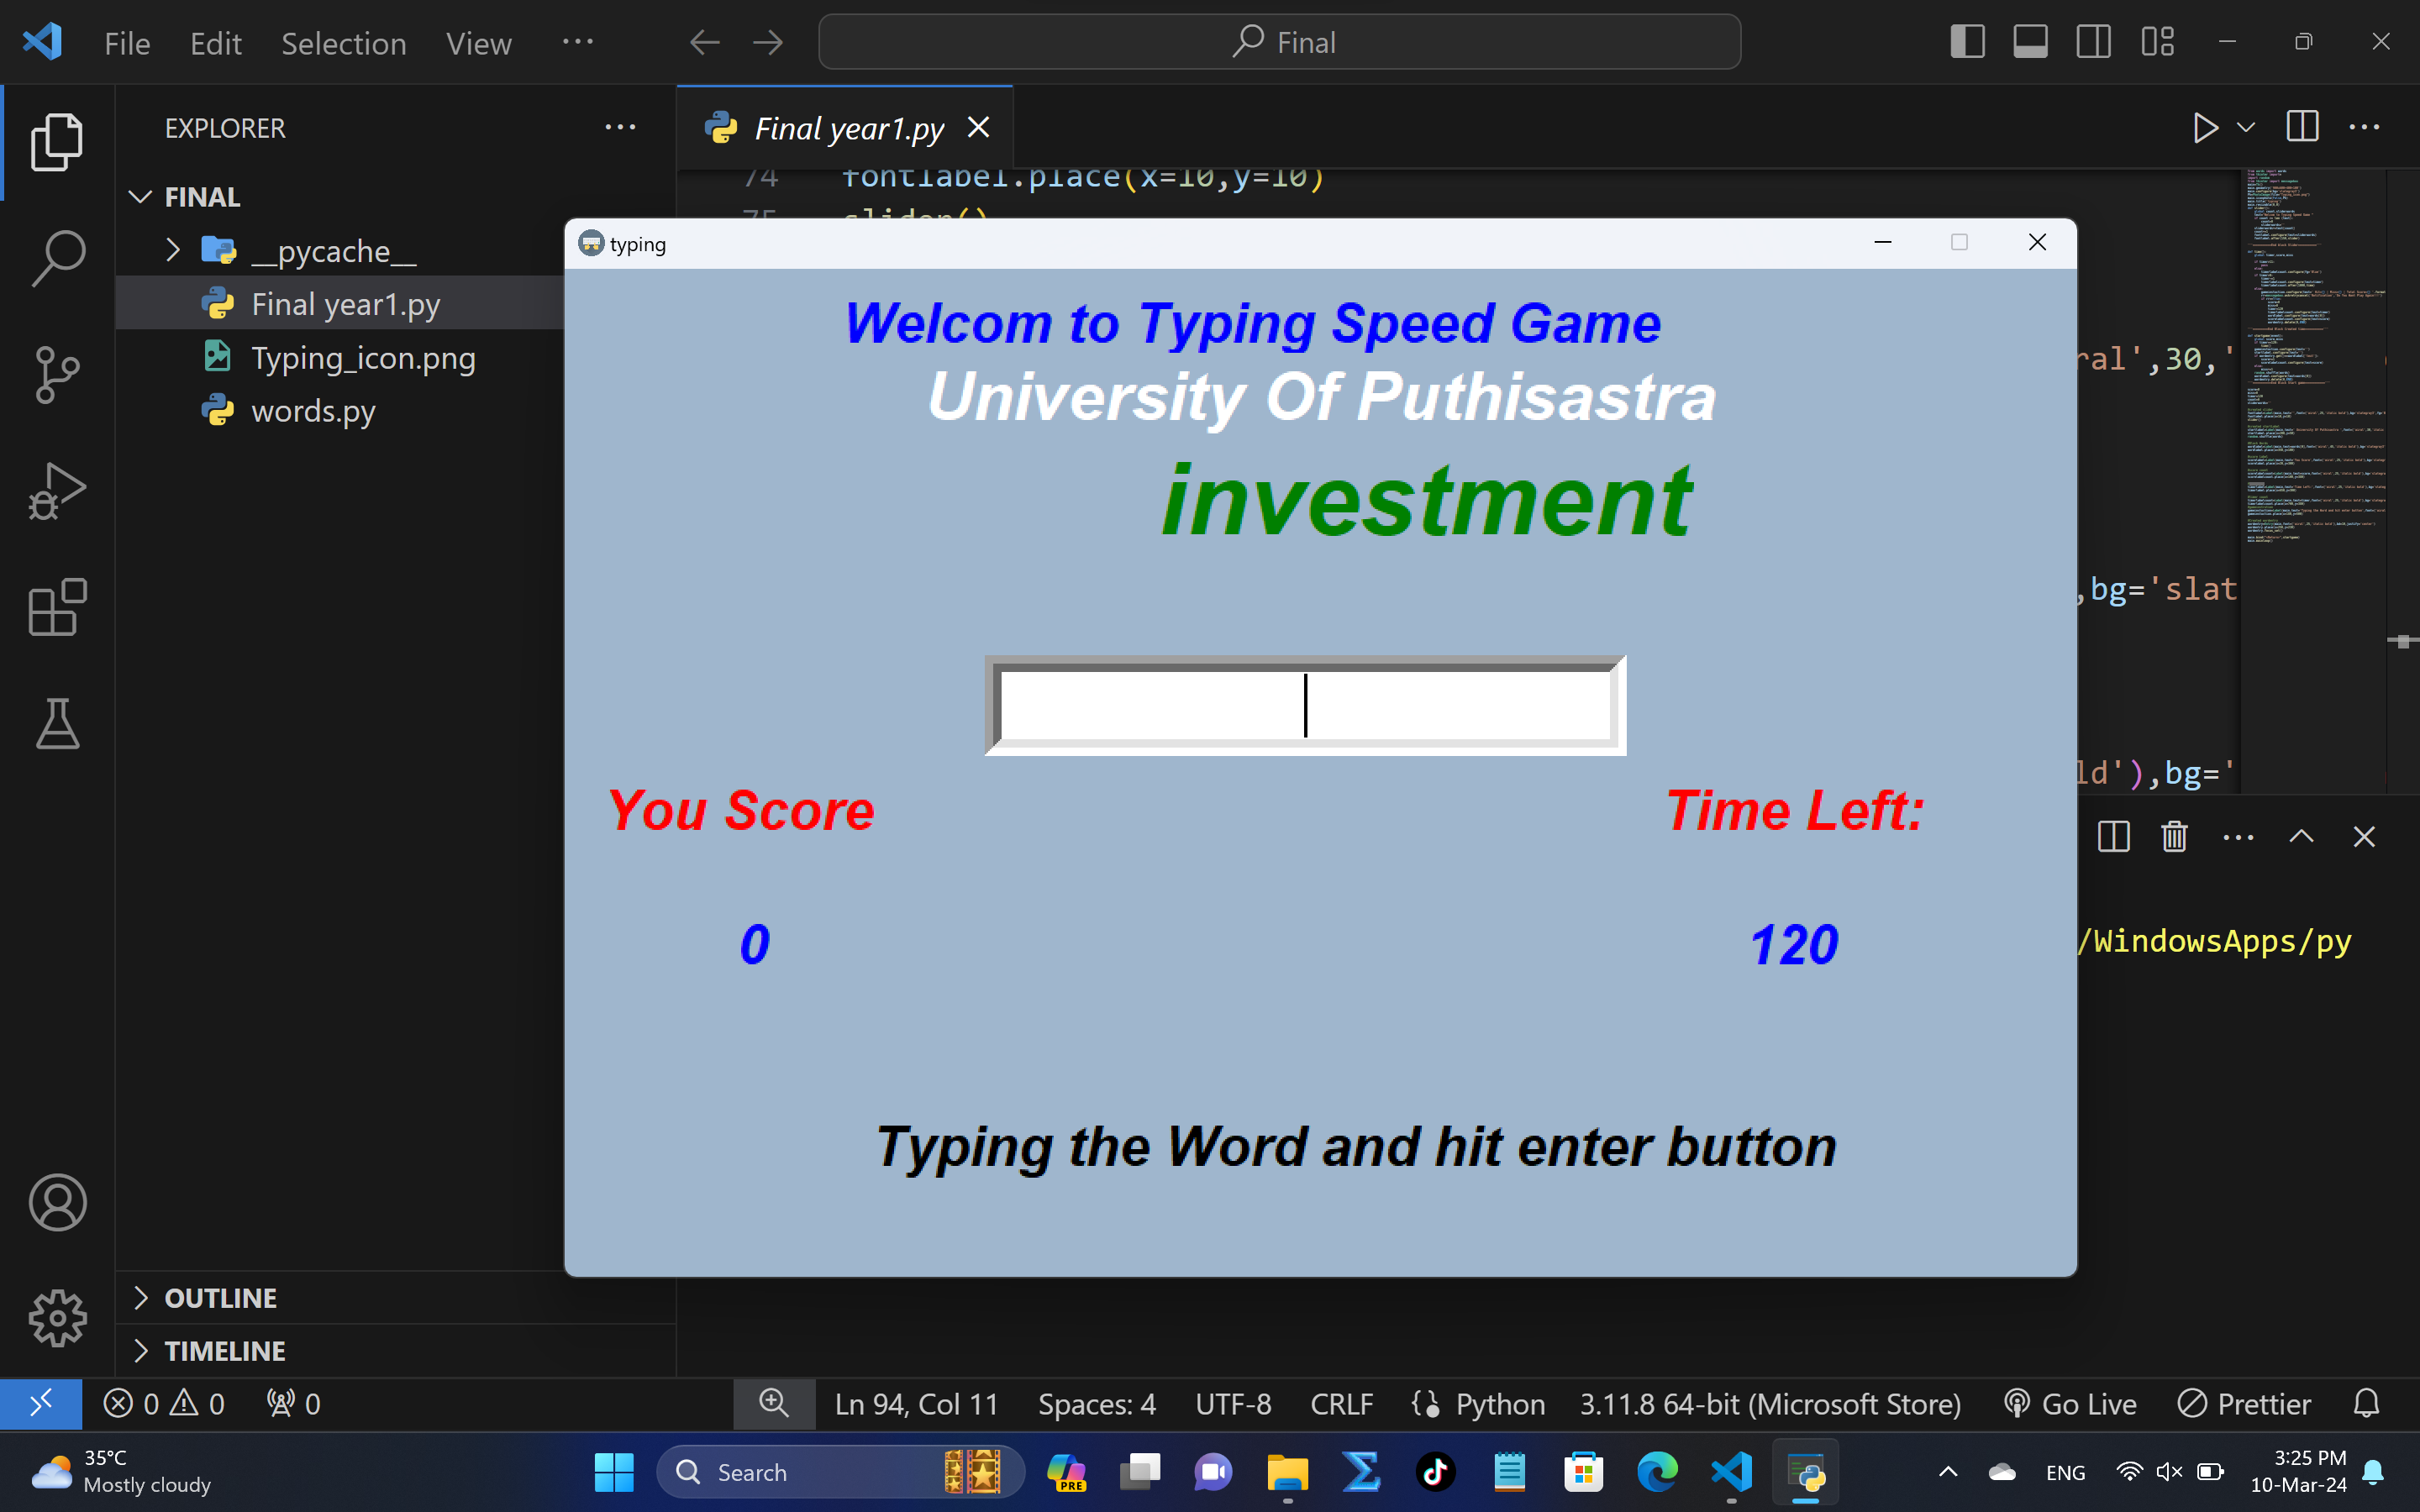 File Edit Selection View ...
Final
EXPLORER
Final year1.py
FINAL
__pycache__
Final year1.py
Typing_icon.png
words.py
74 fontlabel.place(x=10,y=10)
75 slider()
ral',30,'
,bg='slat
ld'),bg='
/WindowsApps/py
typing
Welcom to Typing Speed Game
University Of Puthisastra
investment
You Score
Time Left:
0
120
Typing the Word and hit enter button
OUTLINE
TIMELINE
0 0 0
Ln 94, Col 11 Spaces: 4 UTF-8 CRLF Python 3.11.8 64-bit (Microsoft Store) Go Live Prettier
35°C
Mostly cloudy
Search
PRE
ENG
3:25 PM
10-Mar-24